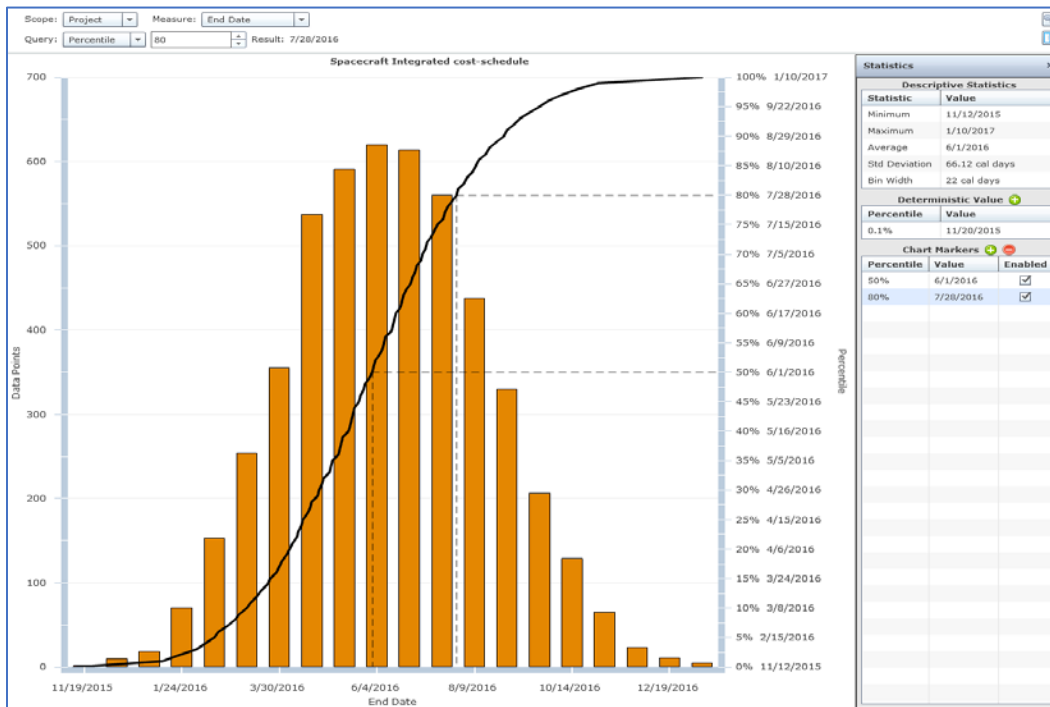 Scope: Project Measure: End Date
Query: Percentile 80 Result: 7/28/2016
Spacecraft Integrated cost-schedule
700
600
500
400
300
200
100
0
Data Points
11/19/2015 1/24/2016 3/30/2016 6/4/2016 8/9/2016 10/14/2016 12/19/2016
End Date
100% 1/10/2017
95% 9/22/2016
90% 8/29/2016
85% 8/10/2016
80% 7/28/2016
75% 7/15/2016
70% 7/5/2016
65% 6/27/2016
60% 6/17/2016
55% 6/9/2016
50% 6/1/2016
45% 5/23/2016
40% 5/16/2016
35% 5/5/2016
30% 4/26/2016
25% 4/15/2016
20% 4/6/2016
15% 3/24/2016
10% 3/8/2016
5% 2/15/2016
0% 11/12/2015
Percentile
Statistics
Descriptive Statistics
Statistic Value
Minimum 11/12/2015
Maximum 1/10/2017
Average 6/1/2016
Std Deviation 66.12 cal days
Bin Width 22 cal days
Deterministic Value
Percentile Value
0.1% 11/20/2015
Chart Markers
Percentile Value Enabled
50% 6/1/2016
80% 7/28/2016